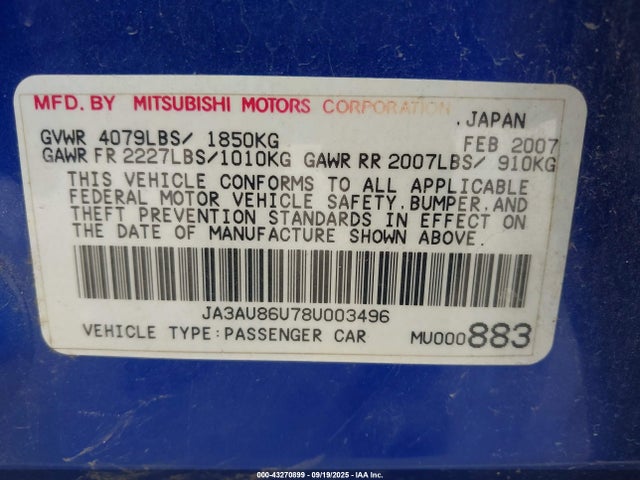 MFD. BY MITSUBISHI MOTORS CORPORATION, JAPAN
GVWR 4079LBS/ 1850KG FEB 2007
GAWR FR 2227LBS/1010KG GAWR RR 2007LBS/ 910KG
THIS VEHICLE CONFORMS TO ALL APPLICABLE
FEDERAL MOTOR VEHICLE SAFETY, BUMPER, AND
THEFT PREVENTION STANDARDS IN EFFECT ON
THE DATE OF MANUFACTURE SHOWN ABOVE.
JA3AU86U78U003496
VEHICLE TYPE:PASSENGER CAR MU000883
000-43270899 - 09/19/2025 - IAA Inc.